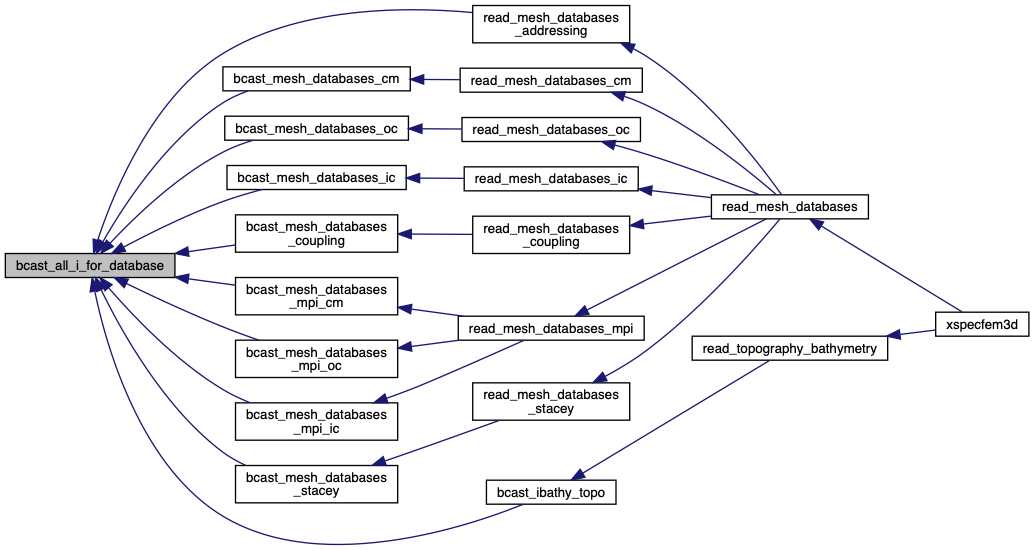 read_mesh_databases
_addressing
bcast_mesh_databases_cm
read_mesh_databases_cm
bcast_mesh_databases_oc
read_mesh_databases_oc
bcast_mesh_databases_ic
read_mesh_databases_ic
read_mesh_databases
bcast_mesh_databases
_coupling
read_mesh_databases
_coupling
bcast_all_i_for_database
bcast_mesh_databases
_mpi_cm
read_mesh_databases_mpi
xspecfem3d
bcast_mesh_databases
_mpi_oc
read_topography_bathymetry
read_mesh_databases
_stacey
bcast_mesh_databases
_mpi_ic
bcast_mesh_databases
_stacey
bcast_ibathy_topo